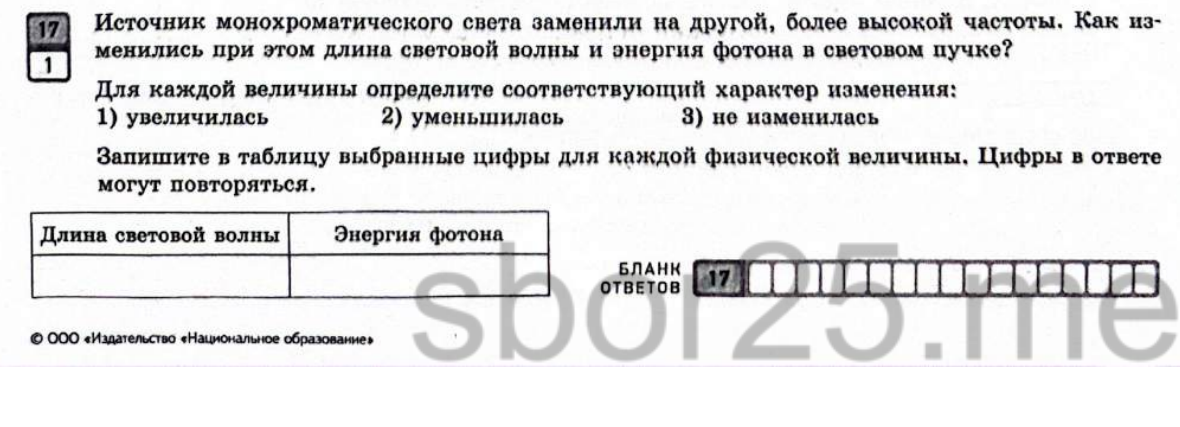 17 Источник монохроматического света заменили на другой, более высокой частоты. Как из-
1 менились при этом длина световой волны и энергия фотона в световом пучке?
Для каждой величины определите соответствующий характер изменения:
1) увеличилась 2) уменьшилась 3) не изменилась
Запишите в таблицу выбранные цифры для каждой физической величины. Цифры в ответе
могут повторяться.
Длина световой волны Энергия фотона
БЛАНК
ОТВЕТОВ 17
© ООО «Издательство «Национальное образование»
sbor25.me